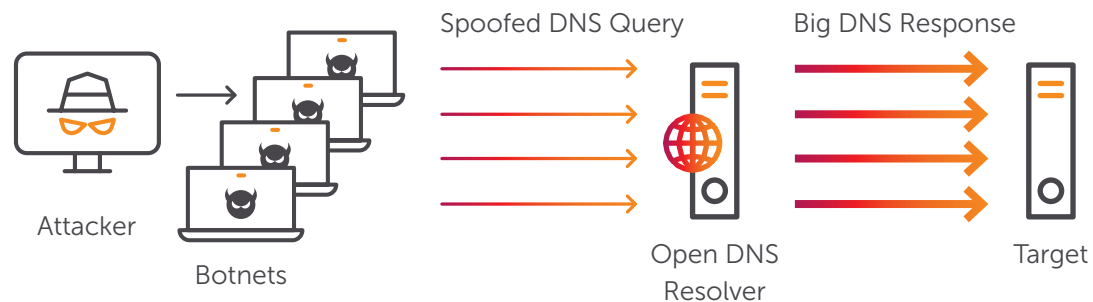 Spoofed DNS Query
Big DNS Response
Attacker
Botnets
Open DNS
Resolver
Target